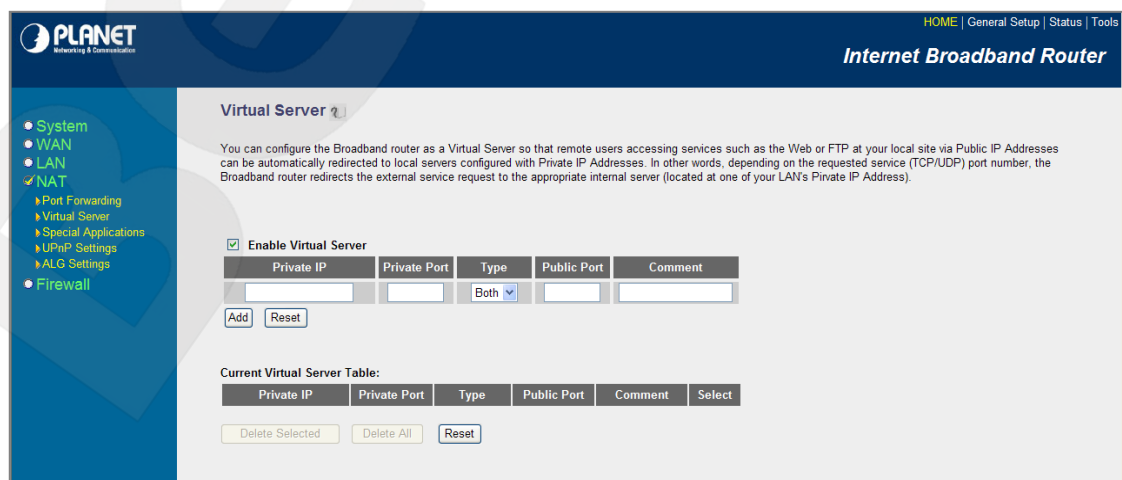 PLANET
Networking & Communication
HOME | General Setup | Status | Tools
Internet Broadband Router
System
WAN
LAN
NAT
Port Forwarding
Virtual Server
Special Applications
UPnP Settings
ALG Settings
Firewall
Virtual Server
You can configure the Broadband router as a Virtual Server so that remote users accessing services such as the Web or FTP at your local site via Public IP Addresses
can be automatically redirected to local servers configured with Private IP Addresses. In other words, depending on the requested service (TCP/UDP) port number, the
Broadband router redirects the external service request to the appropriate internal server (located at one of your LAN's Private IP Address).
Enable Virtual Server
Private IP Private Port Type Public Port Comment
Both
Add Reset
Current Virtual Server Table:
Private IP Private Port Type Public Port Comment Select
Delete Selected Delete All Reset